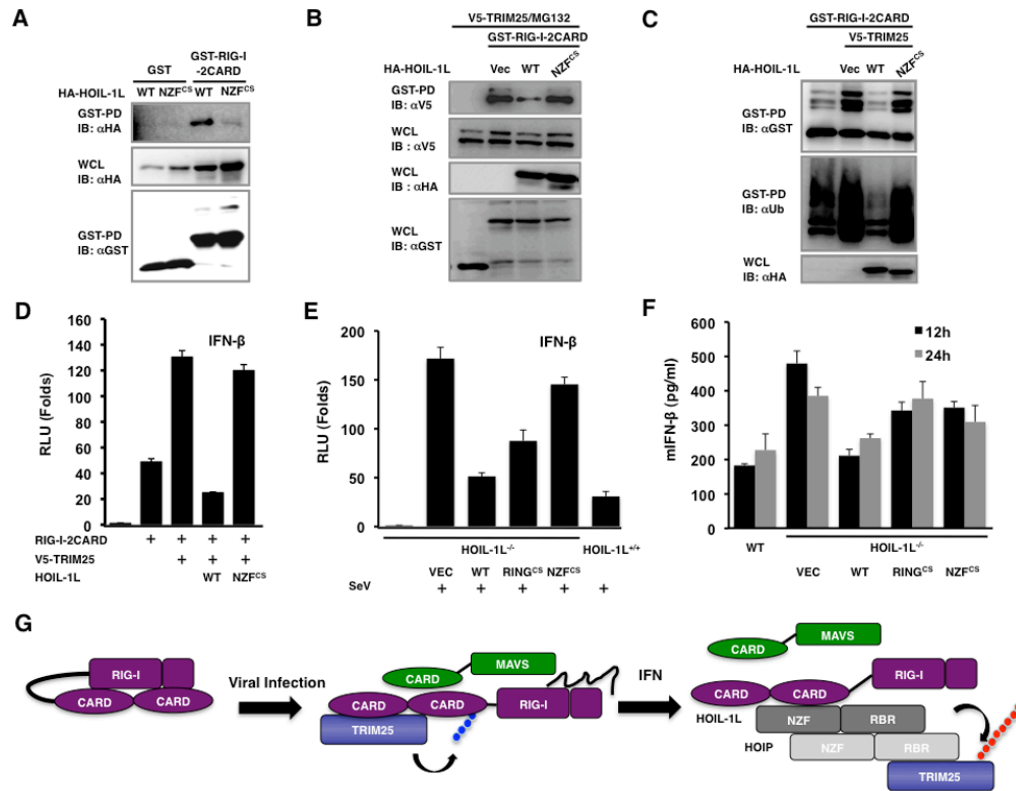 A
GST-RIG-I
-2CARD
GST
HA-HOIL-1L WT NZFCS WT NZFCS
GST-PD
IB: αHA
WCL
IB: αHA
GST-PD
IB: αGST
B
V5-TRIM25/MG132
GST-RIG-I-2CARD
HA-HOIL-1L Vec WT NZFCS
GST-PD
IB: αV5
WCL
IB : αV5
WCL
IB: αHA
WCL
IB: αGST
C
GST-RIG-I-2CARD
V5-TRIM25
HA-HOIL-1L Vec WT NZFCS
GST-PD
IB: αGST
GST-PD
IB: αUb
WCL
IB: αHA
D
IFN-β
RLU (Folds)
160
140
120
100
80
60
40
20
0
RIG-I-2CARD + + + +
V5-TRIM25 + + +
HOIL-1L WT NZFCS
E
IFN-β
RLU (Folds)
200
150
100
50
0
HOIL-1L-/- HOIL-1L+/+
VEC WT RINGCS NZFCS
SeV + + + + +
F
12h
24h
mIFN-β (pg/ml)
600
500
400
300
200
100
0
WT
HOIL-1L-/-
VEC WT RINGCS NZFCS
G
RIG-I
CARD CARD
Viral Infection
CARD MAVS
CARD CARD RIG-I
TRIM25
IFN
CARD MAVS
CARD CARD RIG-I
HOIL-1L
NZF RBR
HOIP
NZF RBR
TRIM25